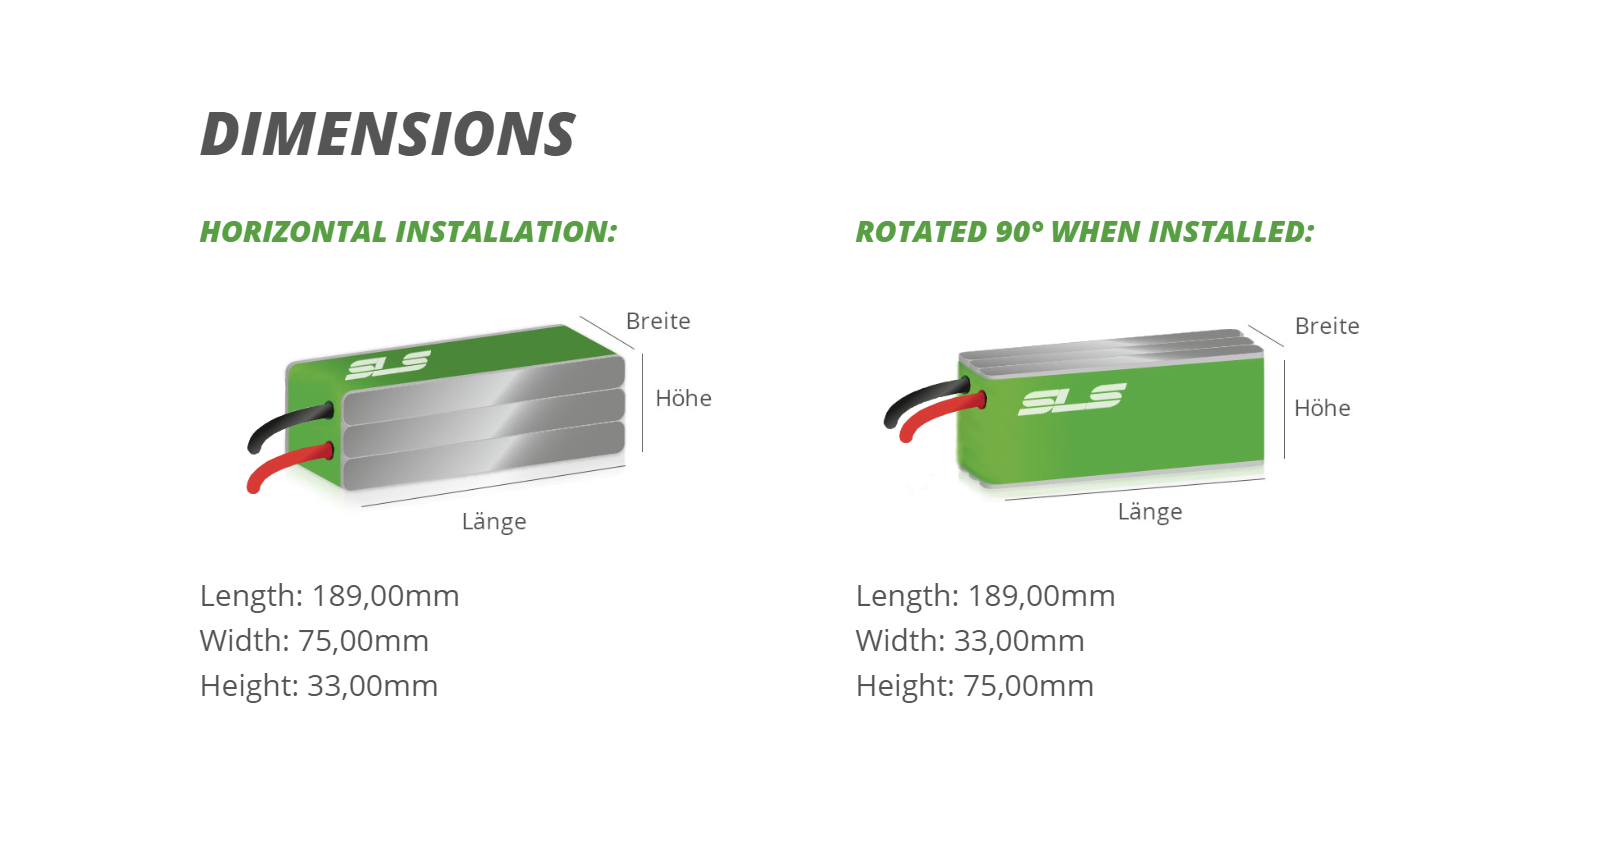 DIMENSIONS
HORIZONTAL INSTALLATION:
SLS
Breite
Höhe
Länge
Length: 189,00mm
Width: 75,00mm
Height: 33,00mm
ROTATED 90° WHEN INSTALLED:
SLS
Breite
Höhe
Länge
Length: 189,00mm
Width: 33,00mm
Height: 75,00mm